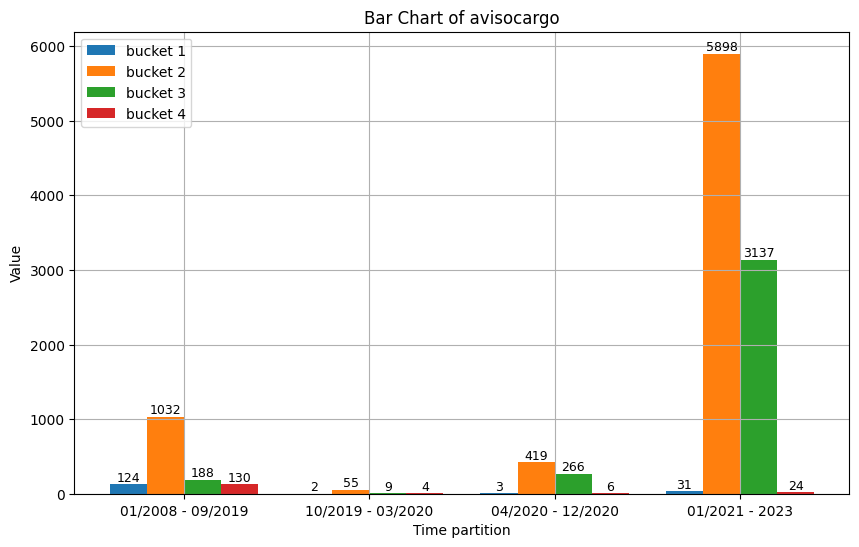 Bar Chart of avisocargo
bucket 1
bucket 2
bucket 3
bucket 4
Value
6000
5000
4000
3000
2000
1000
0
124
1032
188
130
2
55
9
4
3
419
266
6
31
5898
3137
24
01/2008 - 09/2019
10/2019 - 03/2020
04/2020 - 12/2020
01/2021 - 2023
Time partition